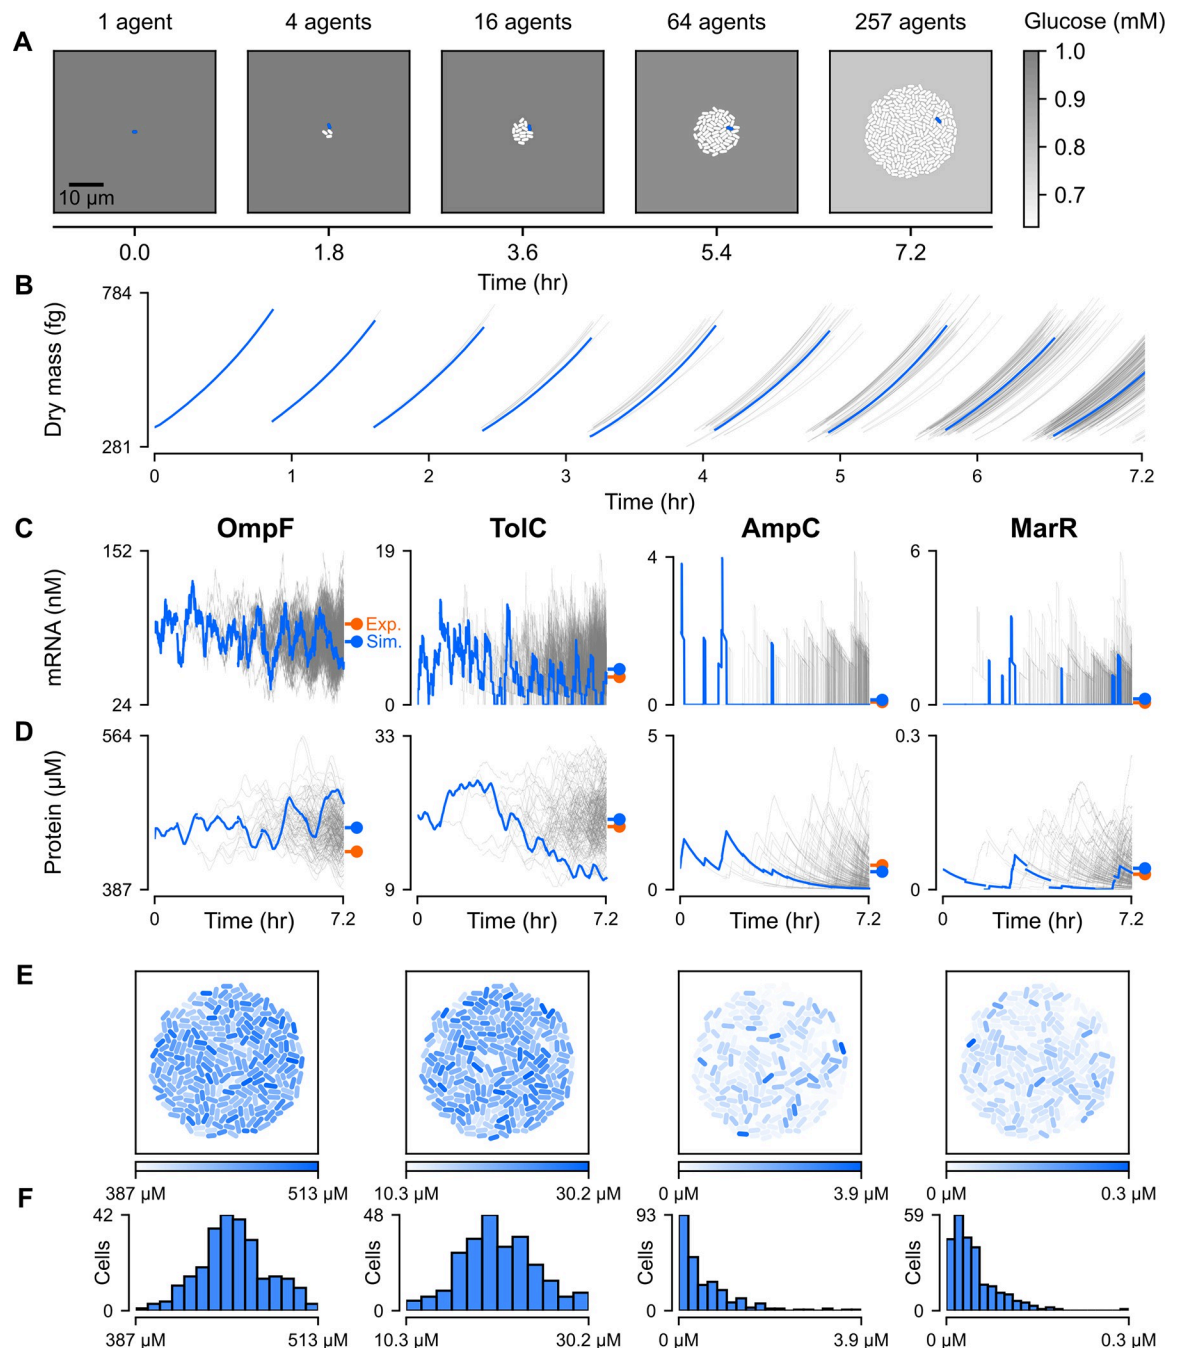 1 agent 4 agents 16 agents 64 agents 257 agents Glucose (mM)
A
1.0
0.9
0.8
0.7
10 µm
0.0 1.8 3.6 5.4 7.2
Time (hr)
B
784
Dry mass (fg)
281
0 1 2 3 4 5 6 7.2
Time (hr)
C
OmpF TolC AmpC MarR
mRNA (nM)
152 19 4 6
Exp.
Sim.
24 0 0 0
D
Protein (µM)
564 33 5 0.3
387 9 0 0
0 7.2 0 7.2 0 7.2 0 7.2
Time (hr) Time (hr) Time (hr) Time (hr)
E
387 µM 513 µM 10.3 µM 30.2 µM 0 µM 3.9 µM 0 µM 0.3 µM
F
42 48 93 59
Cells Cells Cells Cells
0 0 0 0
387 µM 513 µM 10.3 µM 30.2 µM 0 µM 3.9 µM 0 µM 0.3 µM